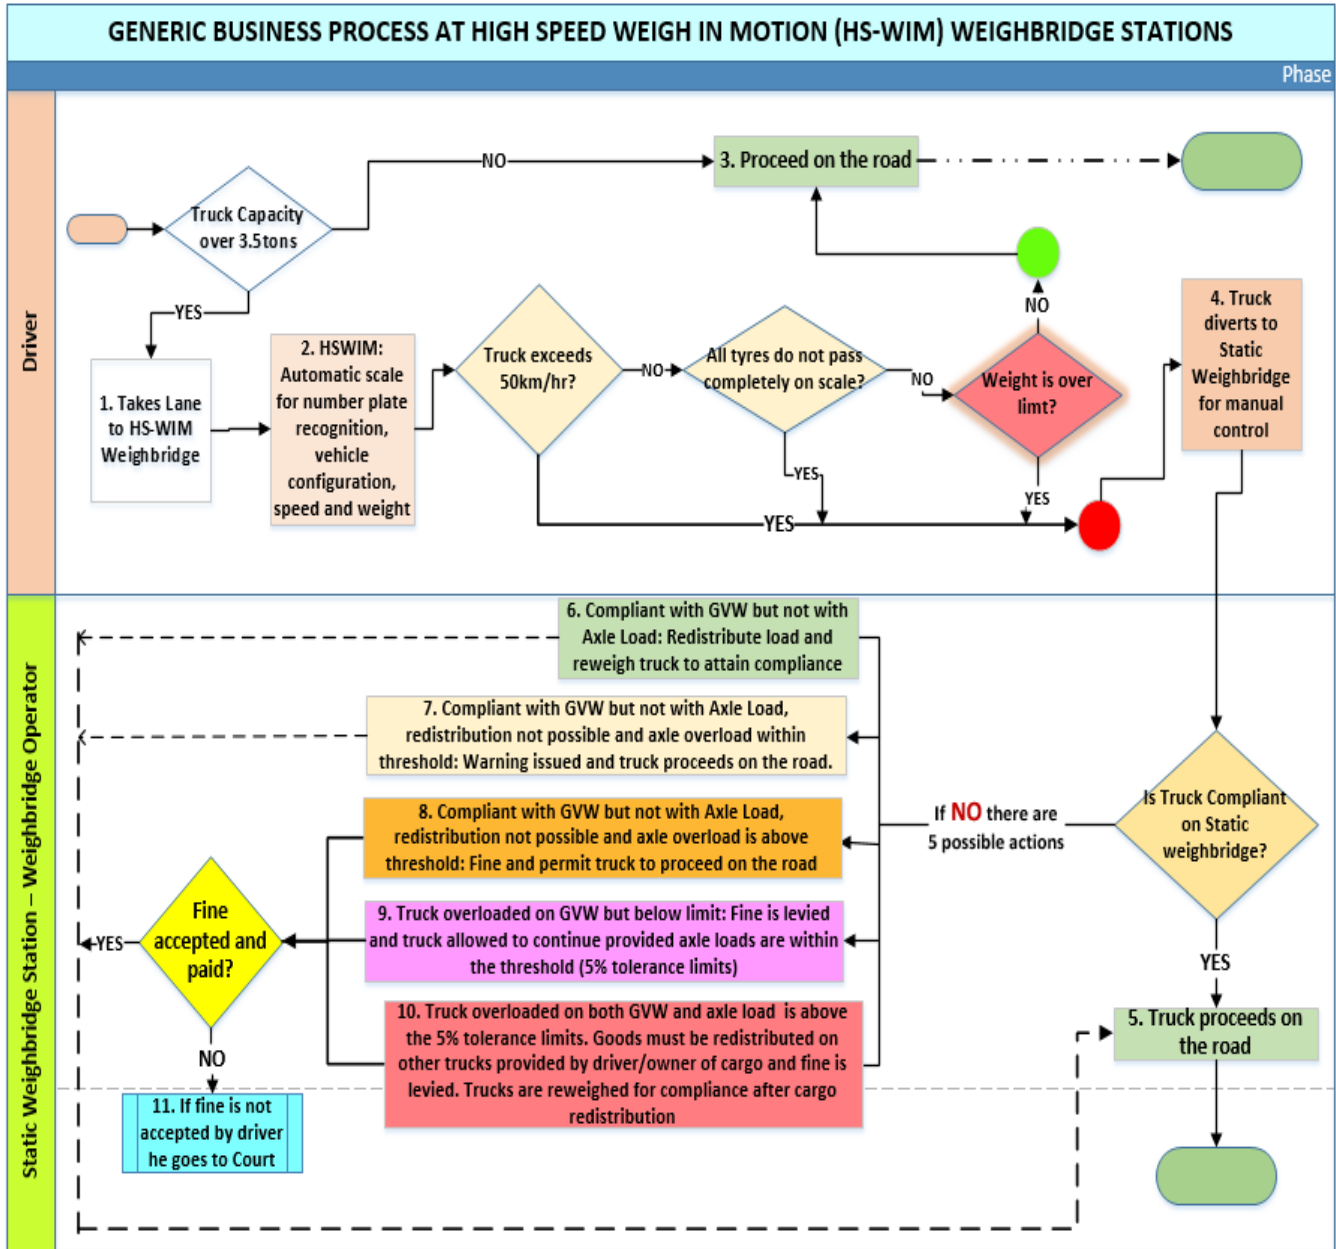 GENERIC BUSINESS PROCESS AT HIGH SPEED WEIGH IN MOTION (HS-WIM) WEIGHBRIDGE STATIONS
Phase
Driver
Truck Capacity
over 3.5tons
NO
3. Proceed on the road
YES
1. Takes Lane
to HS-WIM
Weighbridge
2. HSWIM:
Automatic scale
for number plate
recognition,
vehicle
configuration,
speed and weight
Truck exceeds
50km/hr?
NO
All tyres do not pass
completely on scale?
NO
Weight is over
limt?
NO
YES
YES
YES
4. Truck
diverts to
Static
Weighbridge
for manual
control
Static Weighbridge Station – Weighbridge Operator
6. Compliant with GVW but not with
Axle Load: Redistribute load and
reweigh truck to attain compliance
7. Compliant with GVW but not with Axle Load,
redistribution not possible and axle overload within
threshold: Warning issued and truck proceeds on the road.
8. Compliant with GVW but not with Axle Load,
redistribution not possible and axle overload is above
threshold: Fine and permit truck to proceed on the road
9. Truck overloaded on GVW but below limit: Fine is levied
and truck allowed to continue provided axle loads are within
the threshold (5% tolerance limits)
10. Truck overloaded on both GVW and axle load is above
the 5% tolerance limits. Goods must be redistributed on
other trucks provided by driver/owner of cargo and fine is
levied. Trucks are reweighed for compliance after cargo
redistribution
If NO there are
5 possible actions
Is Truck Compliant
on Static
weighbridge?
YES
5. Truck proceeds on
the road
Fine
accepted and
paid?
YES
NO
11. If fine is not
accepted by driver
he goes to Court